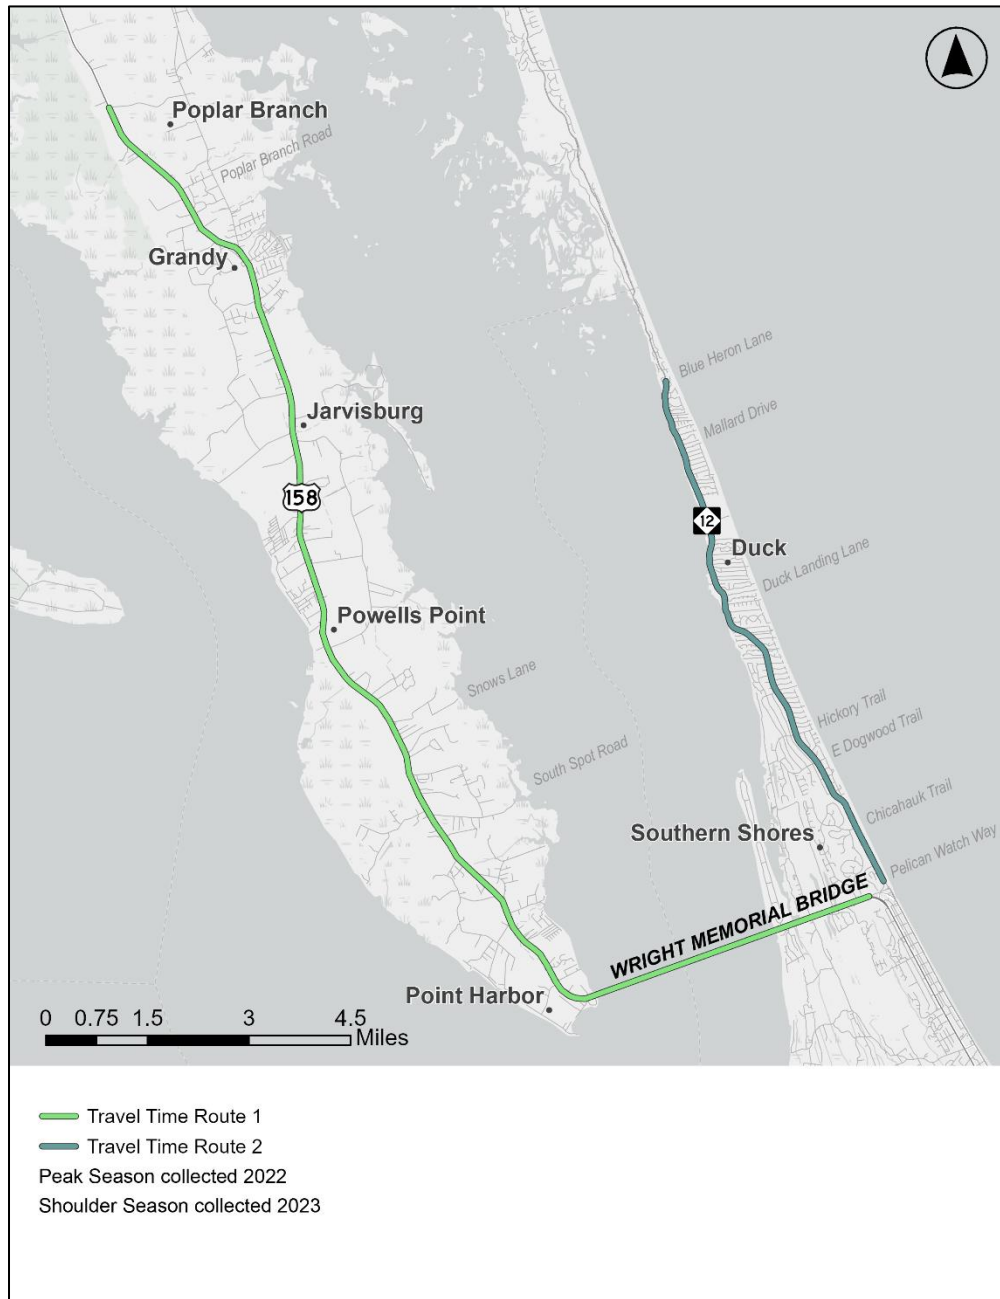 Poplar Branch
Poplar Branch Road
Grandy
Blue Heron Lane
Mallard Drive
Jarvisburg
158
12
Duck
Duck Landing Lane
Powells Point
Snows Lane
Hickory Trail
E Dogwood Trail
South Spot Road
Chicahauk Trail
Southern Shores
Pelican Watch Way
WRIGHT MEMORIAL BRIDGE
Point Harbor
0 0.75 1.5 3 4.5
Miles
Travel Time Route 1
Travel Time Route 2
Peak Season collected 2022
Shoulder Season collected 2023